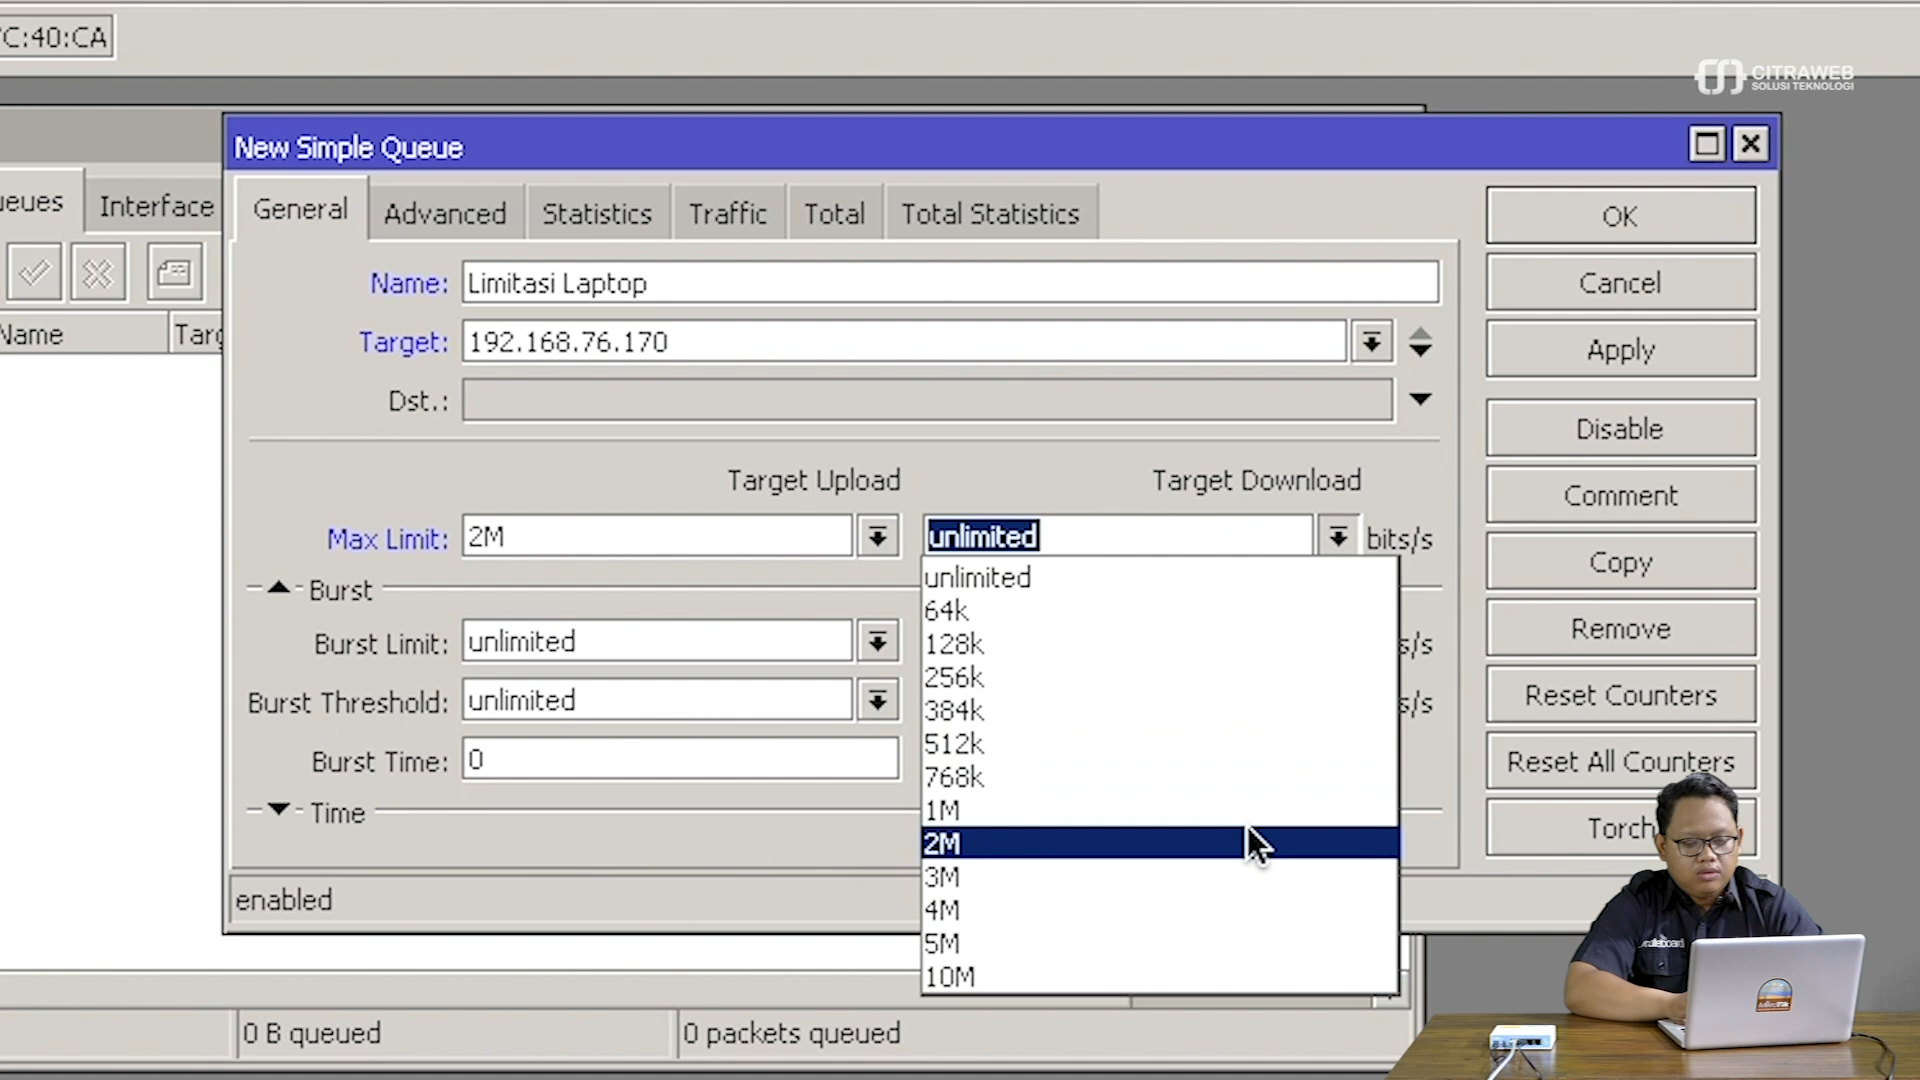 C:40:CA
CITRAWEB
SOLUSI TEKNOLOGI
New Simple Queue
Interface
General
Advanced
Statistics
Traffic
Total
Total Statistics
OK
Name: Limitasi Laptop
Cancel
Name
Target: 192.168.76.170
Apply
Dst.:
Disable
Target Upload
Target Download
Comment
Max Limit: 2M
unlimited
bits/s
Copy
Burst
unlimited
64k
128k
256k
384k
512k
768k
1M
2M
3M
4M
5M
10M
Burst Limit: unlimited
s/s
Remove
Burst Threshold: unlimited
s/s
Reset Counters
Burst Time: 0
Reset All Counters
Time
Torch
enabled
0 B queued
0 packets queued